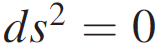 ds² = 0